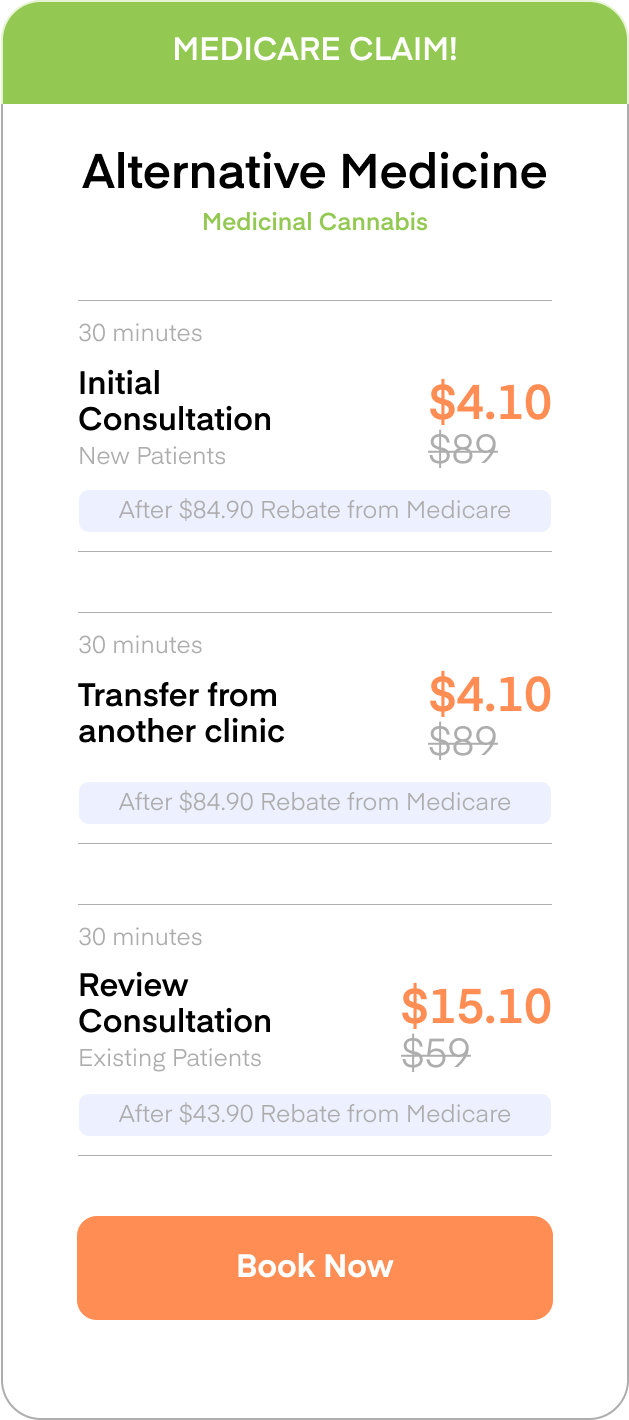 MEDICARE CLAIM!
Alternative Medicine
Medicinal Cannabis
30 minutes
Initial
Consultation
New Patients
$4.10
$89
After $84.90 Rebate from Medicare
30 minutes
Transfer from
another clinic
$4.10
$89
After $84.90 Rebate from Medicare
30 minutes
Review
Consultation
Existing Patients
$15.10
$59
After $43.90 Rebate from Medicare
Book Now